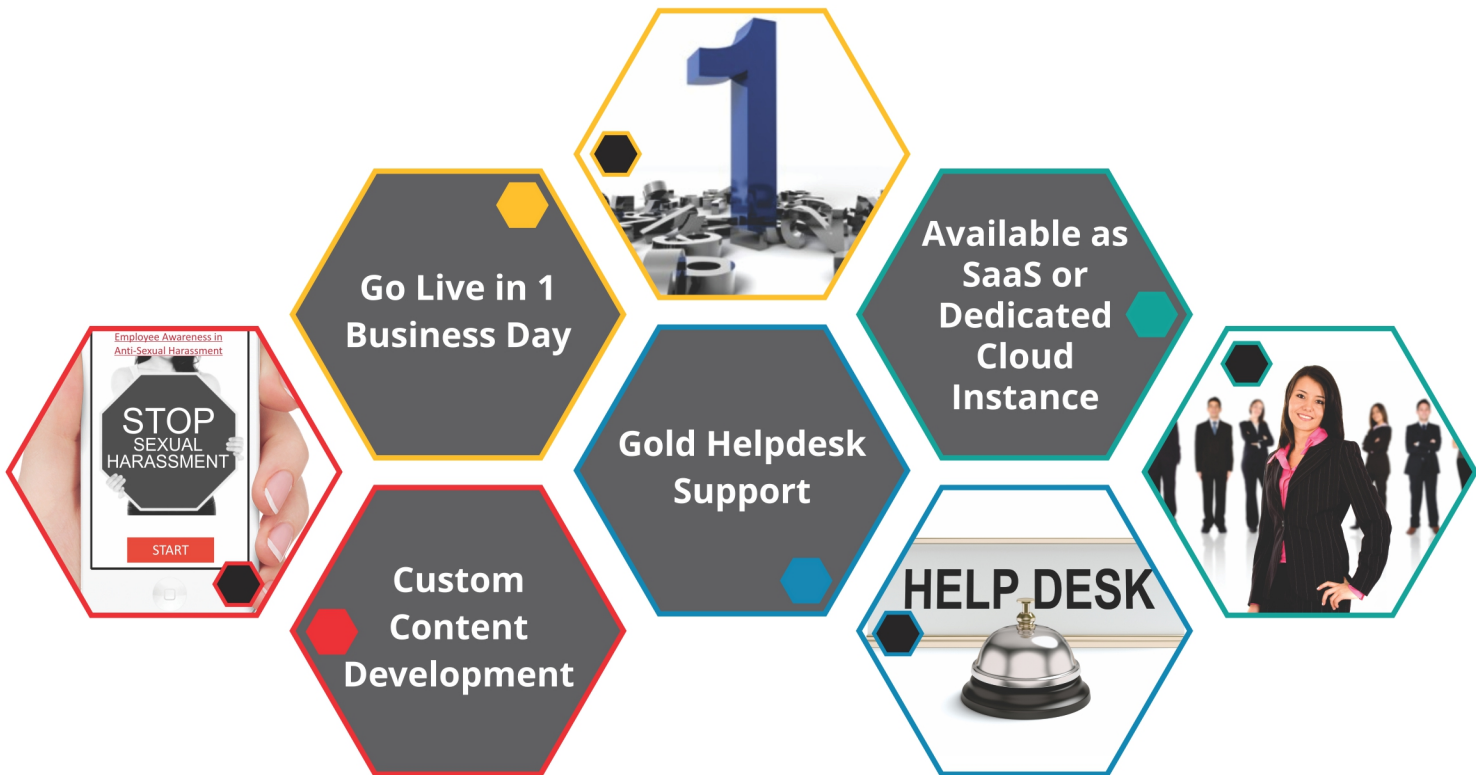 1
Go Live in 1
Business Day
Available as
SaaS or
Dedicated
Cloud
Instance
Employee Awareness in
Anti-Sexual Harassment
STOP
SEXUAL
HARASSMENT
START
Gold Helpdesk
Support
Custom
Content
Development
HELP DESK